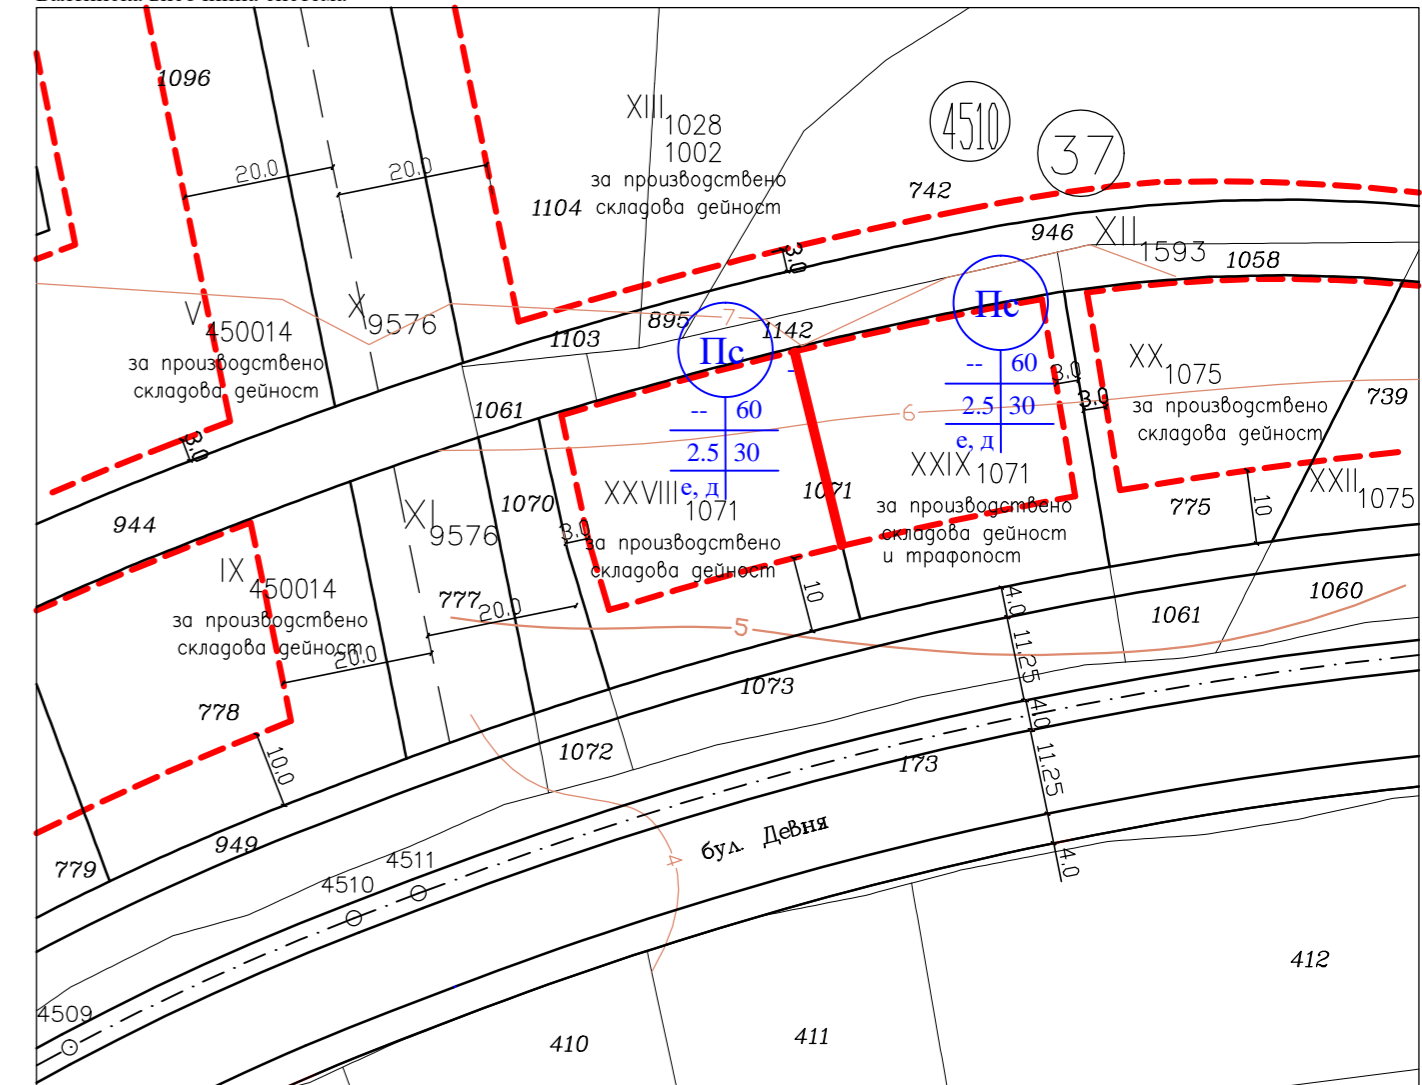 1096
XIII 1028
1002
за производствено
складова дейност
1104
4510
37
742
20.0
20.0
946
XII 1593
1058
3.0
V 450014
за производствено
складова дейност
X 9576
7
895
1103
1142
Пс
-- 60
2.5 30
е, д
Пс
-- 60
2.5 30
е, д
3.0
3.0
XX 1075
за производствено
складова дейност
739
6
1061
3.0
944
XI 9576
1070
XXVIII 1071
за производствено
складова дейност
3.0
1071
XXIX 1071
за производствено
складова дейност
и трафопост
775
10
XXII 1075
IX 450014
за производствено
складова дейност
777
20.0
20.0
10
5
4.0
11.25
4.0
11.25
4.0
1061
1060
778
1073
1072
173
10.0
949
779
4
бул. Девня
4511
4510
4509
410
411
412